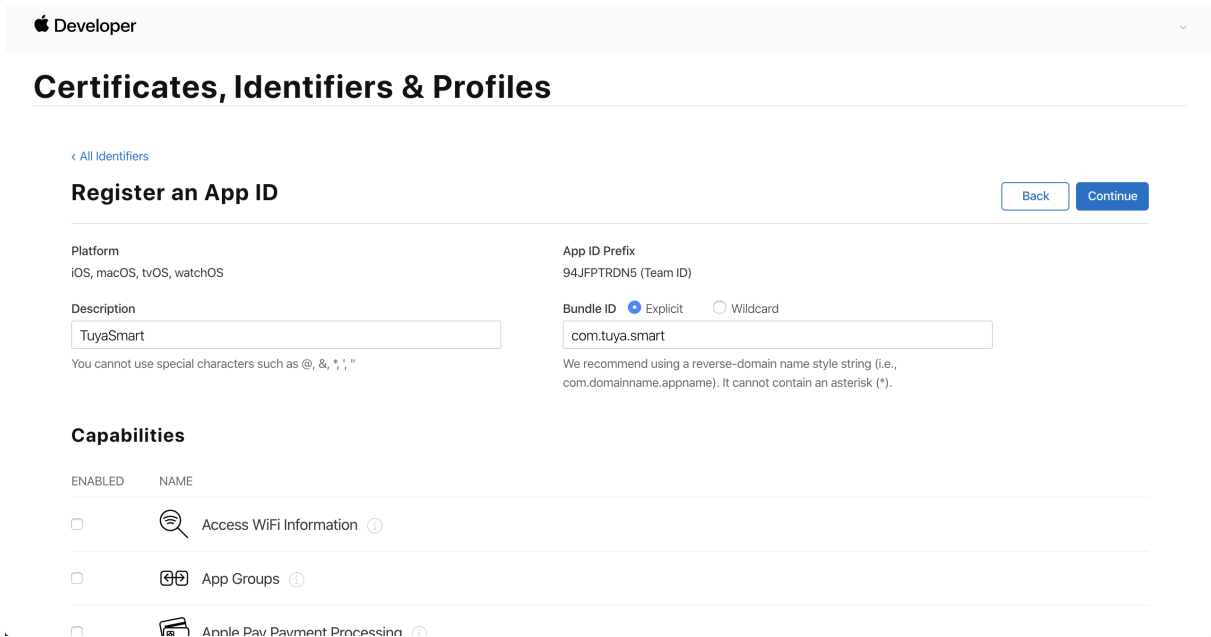 Developer
Certificates, Identifiers & Profiles
‹ All Identifiers
Register an App ID
Back
Continue
Platform
iOS, macOS, tvOS, watchOS
App ID Prefix
94JFPTRDN5 (Team ID)
Description
TuyaSmart
You cannot use special characters such as @, &, *, ', "
Bundle ID Explicit Wildcard
com.tuya.smart
We recommend using a reverse-domain name style string (i.e.,
com.domainname.appname). It cannot contain an asterisk (*).
Capabilities
ENABLED NAME
Access WiFi Information
App Groups
Apple Pay Payment Processing